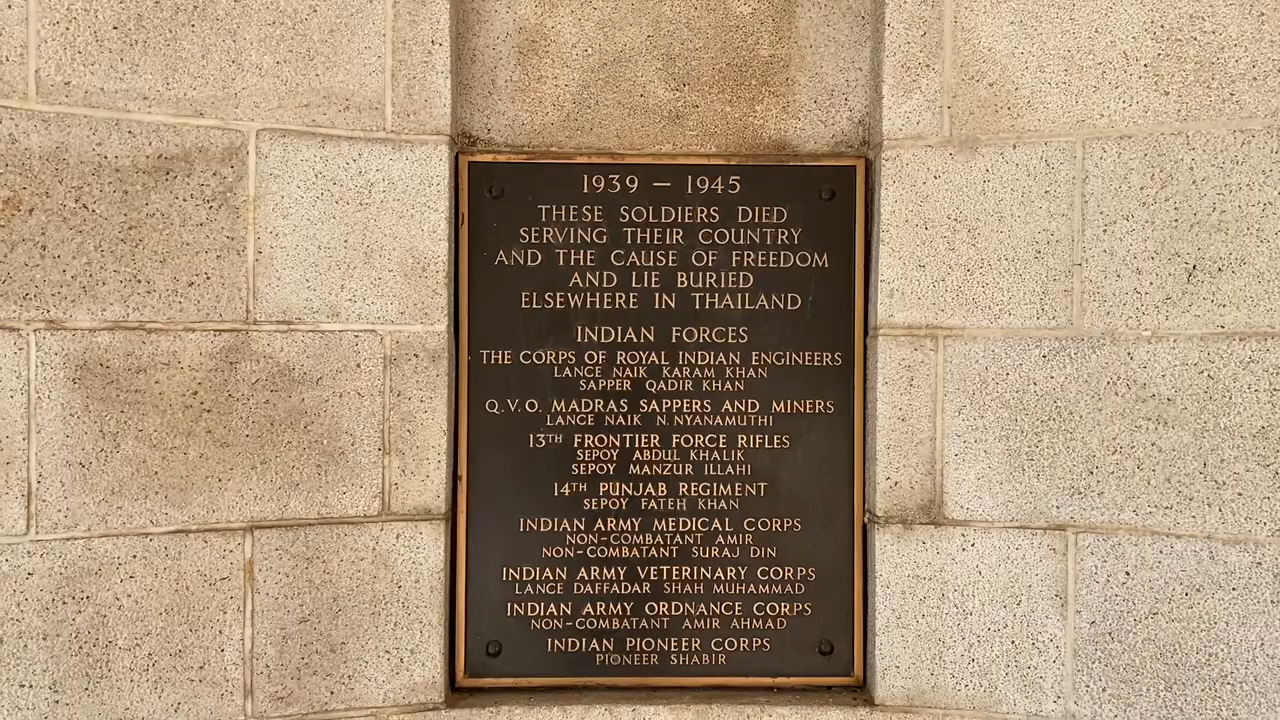 1939 — 1945
THESE SOLDIERS DIED
SERVING THEIR COUNTRY
AND THE CAUSE OF FREEDOM
AND LIE BURIED
ELSEWHERE IN THAILAND
INDIAN FORCES
THE CORPS OF ROYAL INDIAN ENGINEERS
LANCE NAIK KARAM KHAN
SAPPER QADIR KHAN
Q.V.O. MADRAS SAPPERS AND MINERS
LANCE NAIK N. NYANAMUTHI
13TH FRONTIER FORCE RIFLES
SEPOY ABDUL KHALIK
SEPOY MANZUR ILLAHI
14TH PUNJAB REGIMENT
SEPOY FATEH KHAN
INDIAN ARMY MEDICAL CORPS
NON-COMBATANT AMIR
NON-COMBATANT SURAJ DIN
INDIAN ARMY VETERINARY CORPS
LANCE DAFFADAR SHAH MUHAMMAD
INDIAN ARMY ORDNANCE CORPS
NON-COMBATANT AMIR AHMAD
INDIAN PIONEER CORPS
PIONEER SHABIR